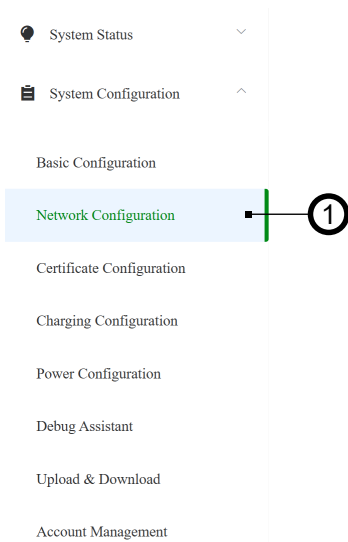 System Status
System Configuration
Basic Configuration
Network Configuration
1
Certificate Configuration
Charging Configuration
Power Configuration
Debug Assistant
Upload & Download
Account Management